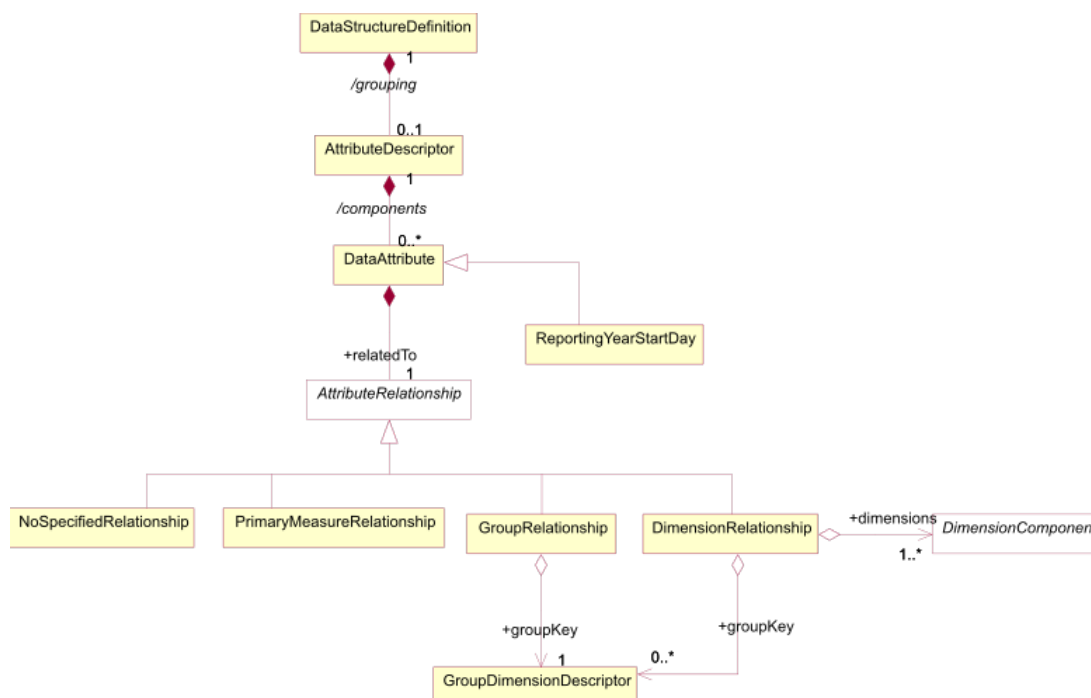 DataStructureDefinition
1
/grouping
0..1
AttributeDescriptor
1
/components
0..*
DataAttribute
ReportingYearStartDay
+relatedTo
1
AttributeRelationship
NoSpecifiedRelationship
PrimaryMeasureRelationship
GroupRelationship
DimensionRelationship
+dimensions
1..*
DimensionComponent
+groupKey
+groupKey
1
0..*
GroupDimensionDescriptor